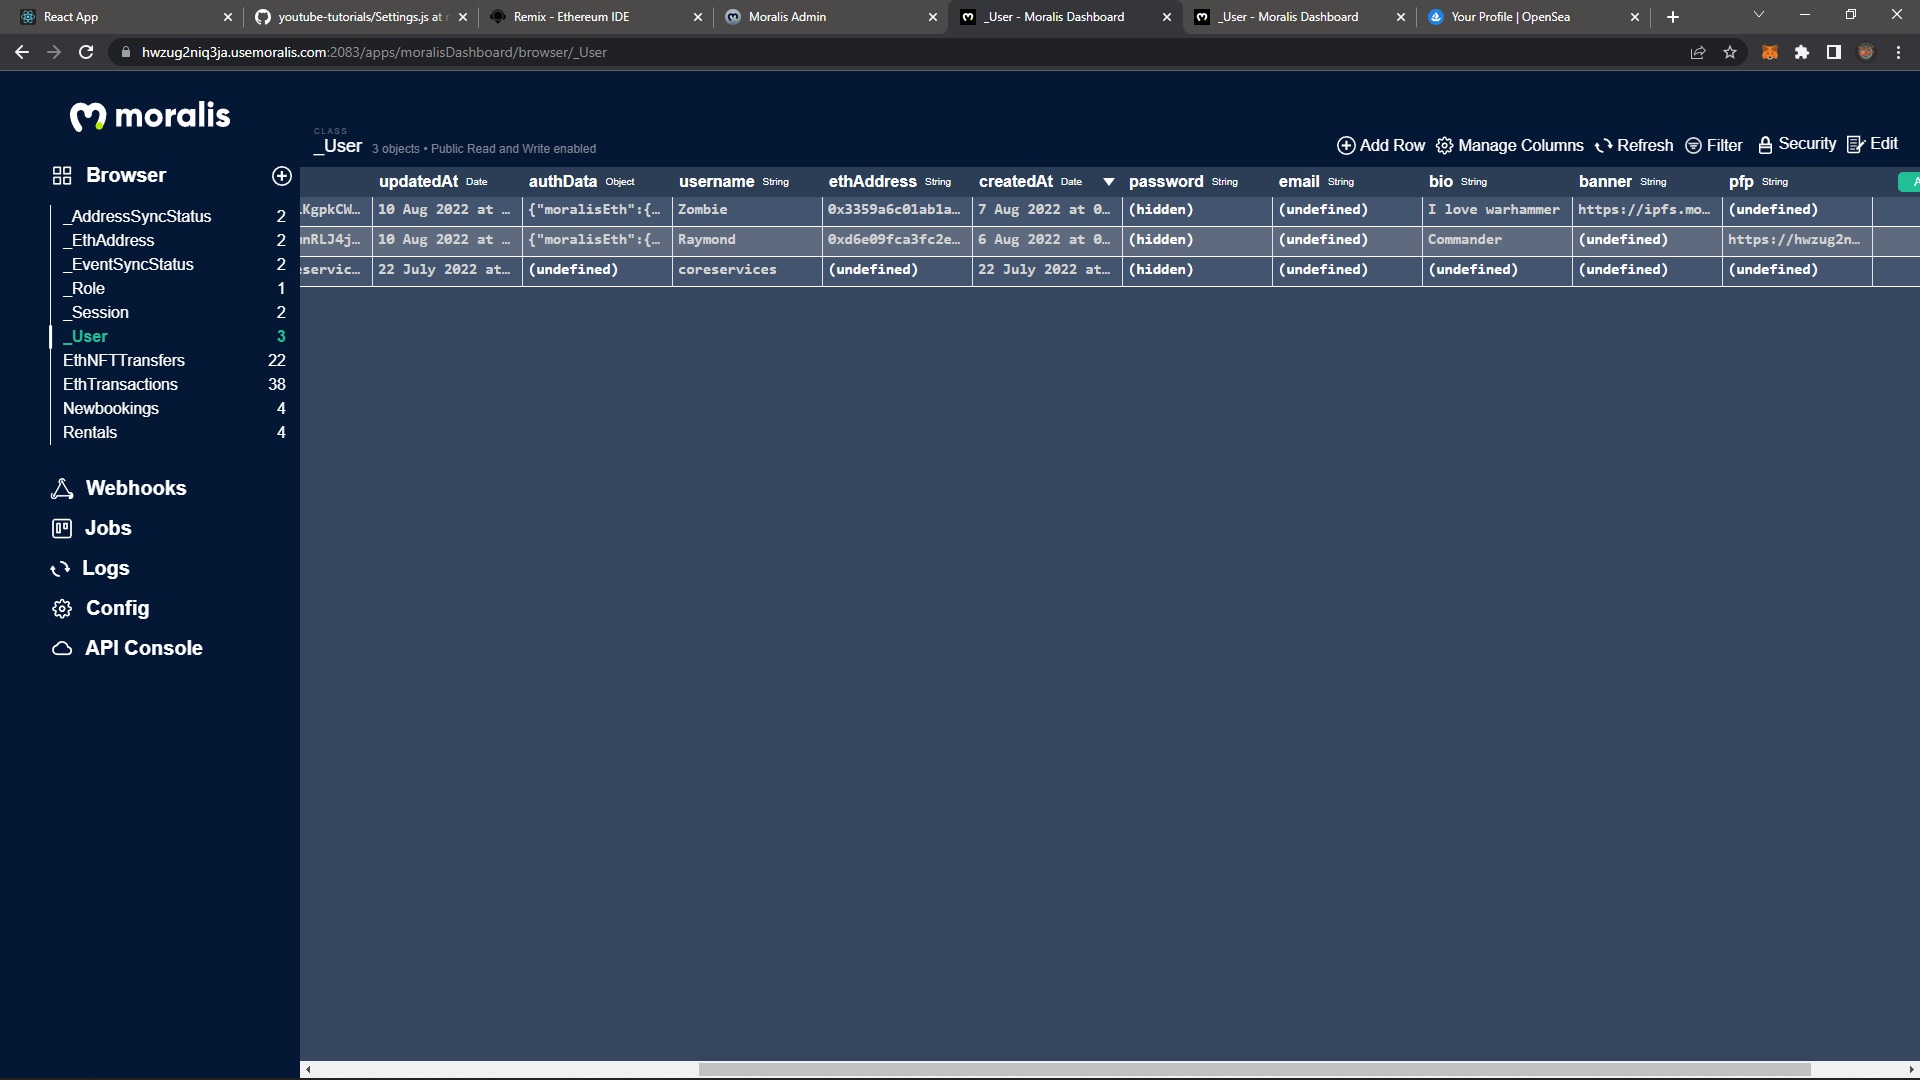 React App
youtube-tutorials/Settings.js at
Remix - Ethereum IDE
Moralis Admin
_User - Moralis Dashboard
_User - Moralis Dashboard
Your Profile | OpenSea
hwzug2niq3ja.usemoralis.com:2083/apps/moralisDashboard/browser/_User
moralis
CLASS
_User 3 objects • Public Read and Write enabled
Add Row Manage Columns Refresh Filter Security Edit
Browser
_AddressSyncStatus 2
_EthAddress 2
_EventSyncStatus 2
_Role 1
_Session 2
_User 3
EthNFTTransfers 22
EthTransactions 38
Newbookings 4
Rentals 4
Webhooks
Jobs
Logs
Config
API Console
updatedAt Date authData Object username String ethAddress String createdAt Date password String email String bio String banner String pfp String
KgpkCW… 10 Aug 2022 at … {"moralisEth":{… Zombie 0x3359a6c01ab1a… 7 Aug 2022 at 0… (hidden) (undefined) I love warhammer https://ipfs.mo… (undefined)
nRLJ4j… 10 Aug 2022 at … {"moralisEth":{… Raymond 0xd6e09fca3fc2e… 6 Aug 2022 at 0… (hidden) (undefined) Commander (undefined) https://hwzug2n…
servic… 22 July 2022 at… (undefined) coreservices (undefined) 22 July 2022 at… (hidden) (undefined) (undefined) (undefined) (undefined)